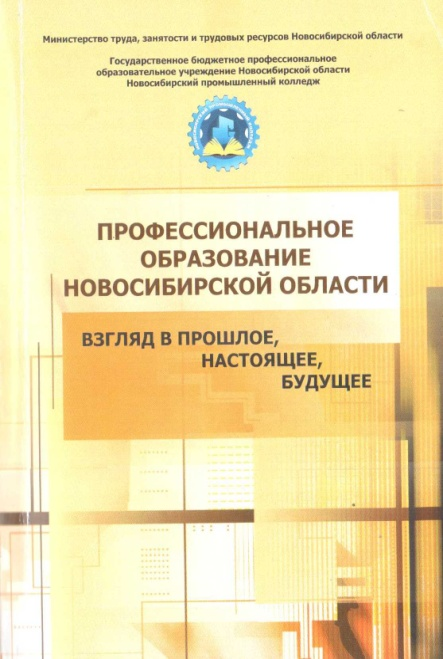 Министерство труда, занятости и трудовых ресурсов Новосибирской области
Государственное бюджетное профессиональное
образовательное учреждение Новосибирской области
Новосибирский промышленный колледж
ПРОФЕССИОНАЛЬНОЕ
ОБРАЗОВАНИЕ
НОВОСИБИРСКОЙ ОБЛАСТИ
ВЗГЛЯД В ПРОШЛОЕ,
НАСТОЯЩЕЕ,
БУДУЩЕЕ